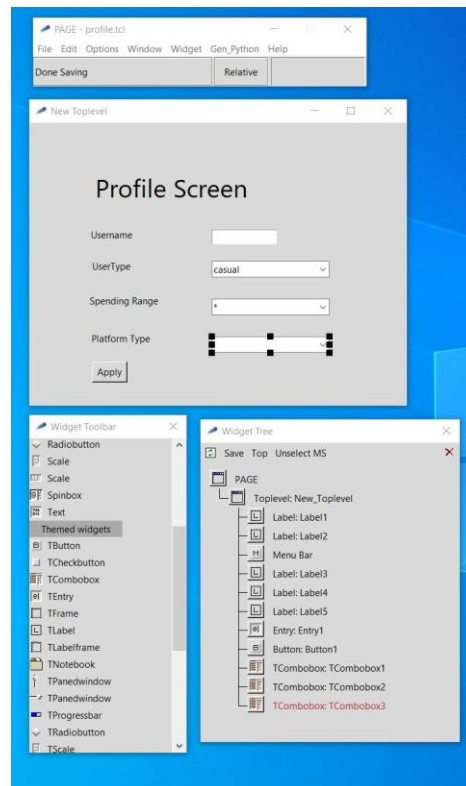 PAGE - profile.tcl
File Edit Options Window Widget Gen_Python Help
Done Saving Relative
New Toplevel
Profile Screen
Username
UserType casual
Spending Range *
Platform Type
Apply
Widget Toolbar
Radiobutton
Scale
Scale
Spinbox
Text
Themed widgets
TButton
TCheckbutton
TCombobox
TEntry
TFrame
TLabel
TLabelframe
TNotebook
TPanedwindow
TPanedwindow
TProgressbar
TRadiobutton
TScale
Widget Tree
Save Top Unselect MS
PAGE
Toplevel: New_Toplevel
Label: Label1
Label: Label2
Menu Bar
Label: Label3
Label: Label4
Label: Label5
Entry: Entry1
Button: Button1
TCombobox: TCombobox1
TCombobox: TCombobox2
TCombobox: TCombobox3